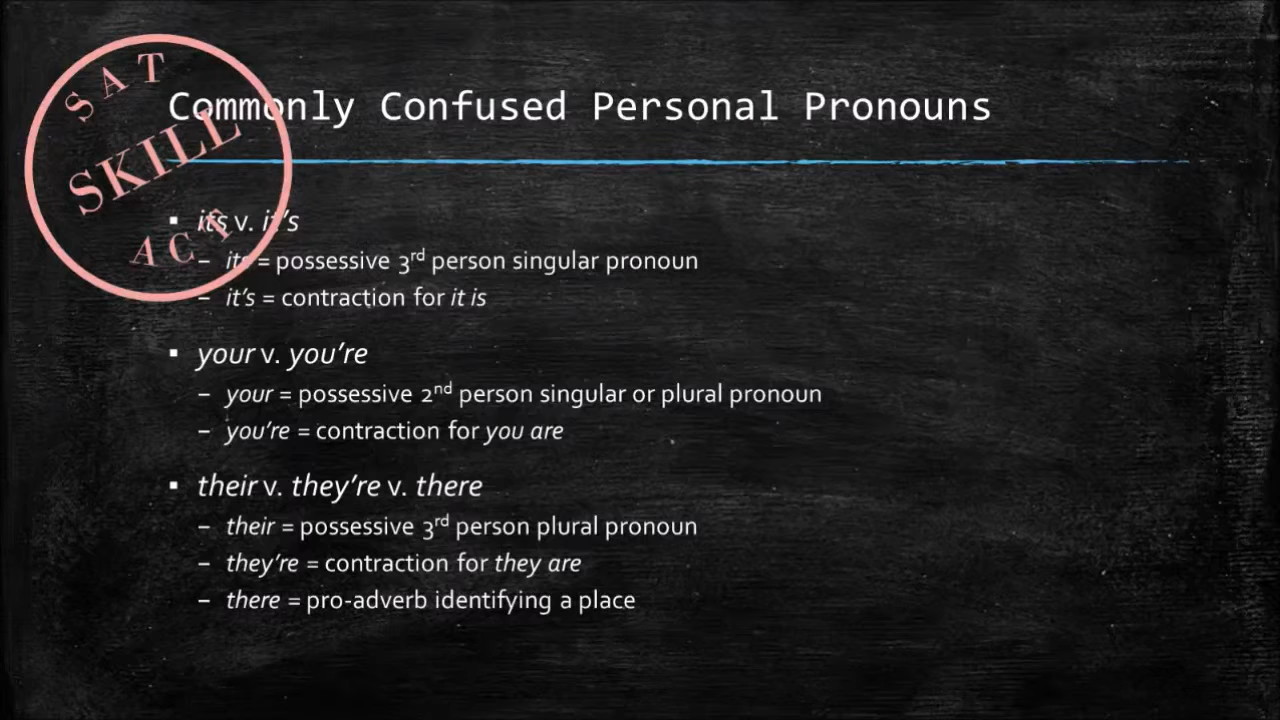 SAT
SKILL
ACT
Commonly Confused Personal Pronouns
▪ its v. it's
– its = possessive 3rd person singular pronoun
– it's = contraction for it is
▪ your v. you're
– your = possessive 2nd person singular or plural pronoun
– you're = contraction for you are
▪ their v. they're v. there
– their = possessive 3rd person plural pronoun
– they're = contraction for they are
– there = pro-adverb identifying a place